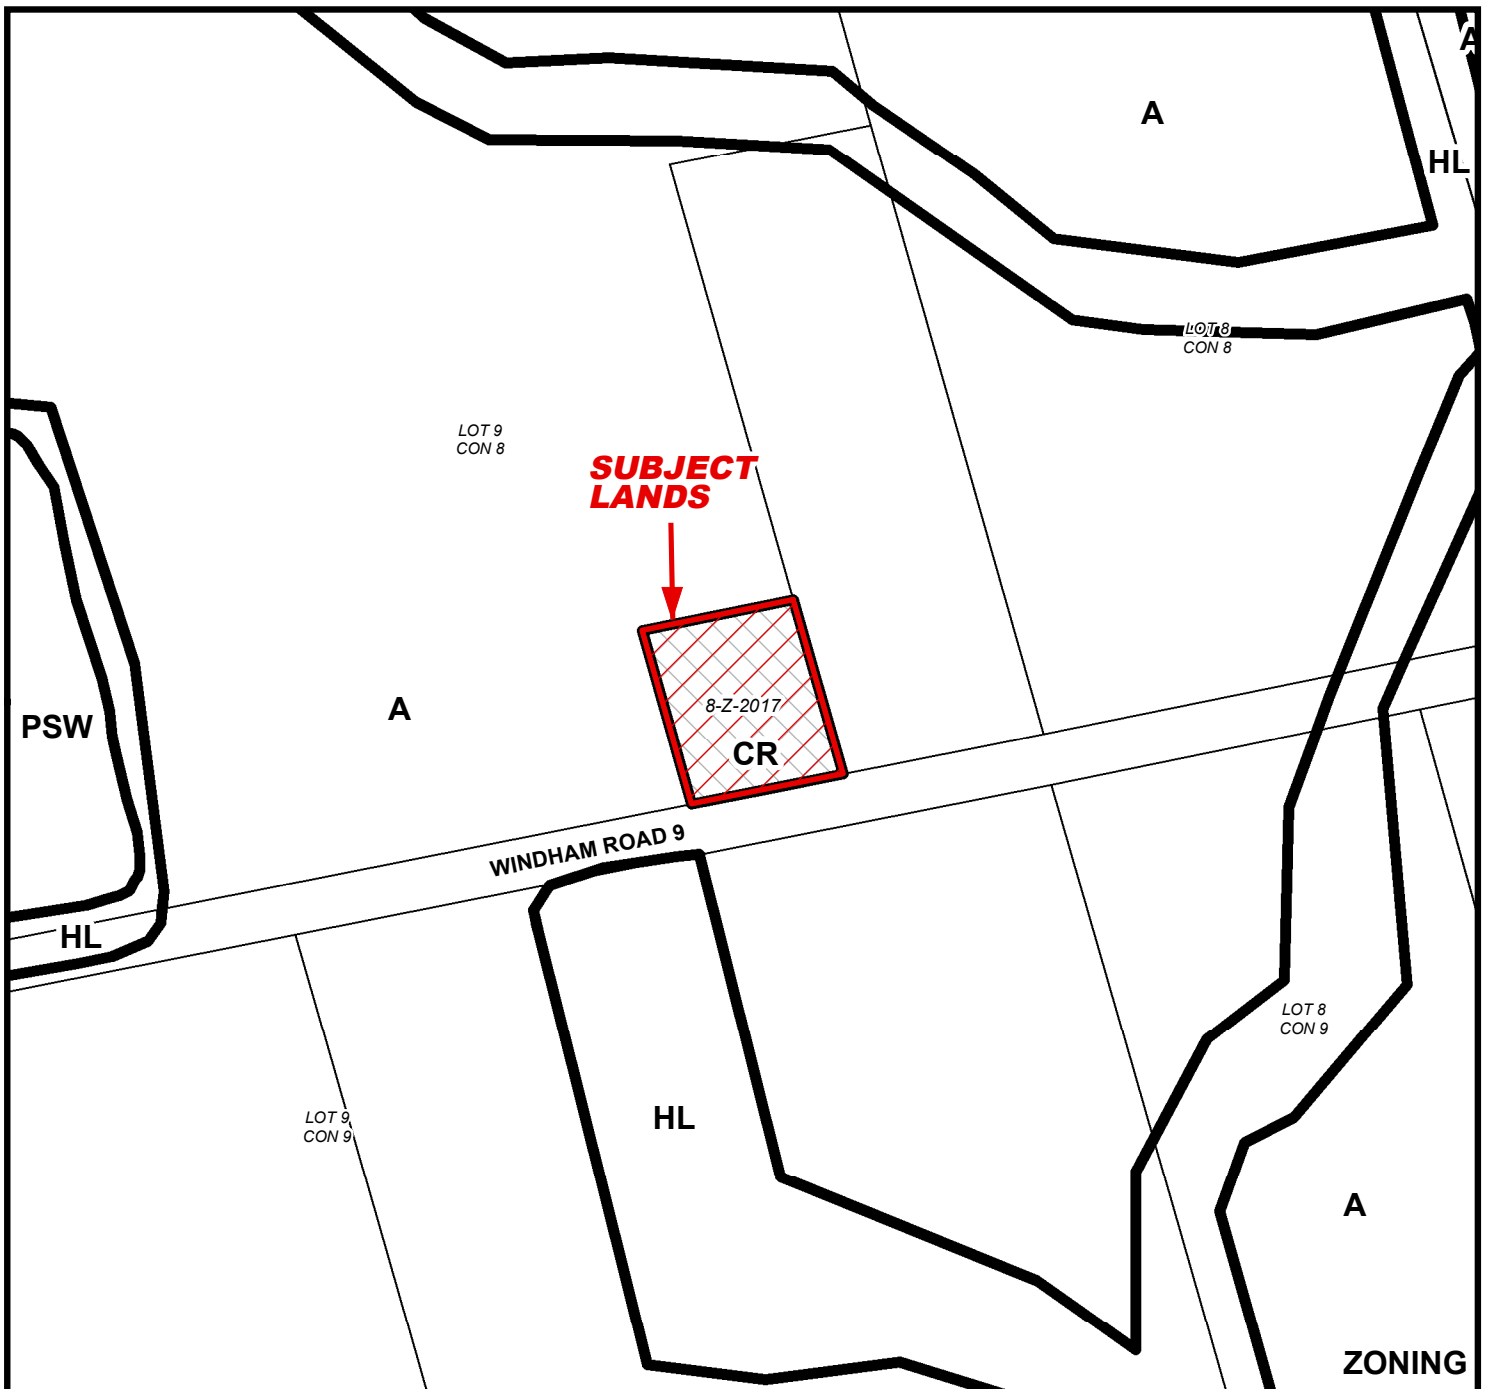 A
A
HL
LOT 8
CON 8
LOT 9
CON 8
SUBJECT
LANDS
8-Z-2017
CR
A
PSW
WINDHAM ROAD 9
HL
LOT 8
CON 9
LOT 9
CON 9
HL
A
ZONING